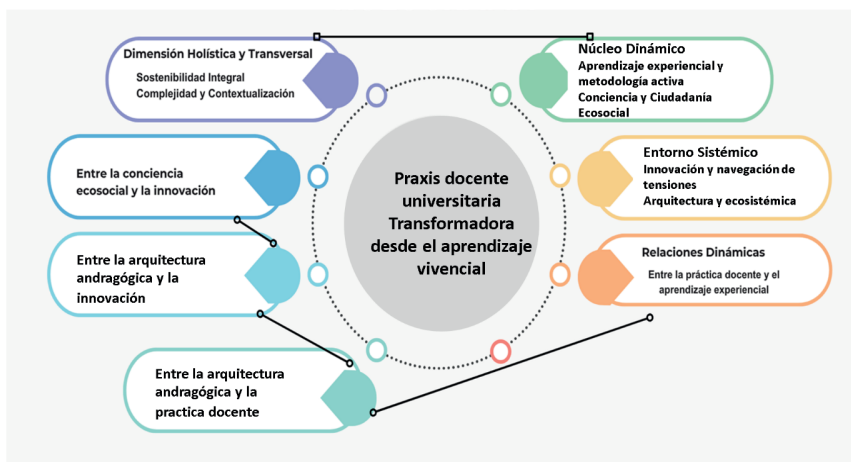 Dimensión Holística y Transversal
Sostenibilidad Integral
Complejidad y Contextualización
Núcleo Dinámico
Aprendizaje experiencial y
metodología activa
Conciencia y Ciudadanía
Ecosocial
Entre la conciencia
ecosocial y la innovación
Praxis docente
universitaria
Transformadora
desde el aprendizaje
vivencial
Entorno Sistémico
Innovación y navegación de
tensiones
Arquitectura y ecosistémica
Entre la arquitectura
andragógica y la
innovación
Relaciones Dinámicas
Entre la práctica docente y el
aprendizaje experiencial
Entre la arquitectura
andragógica y la
practica docente